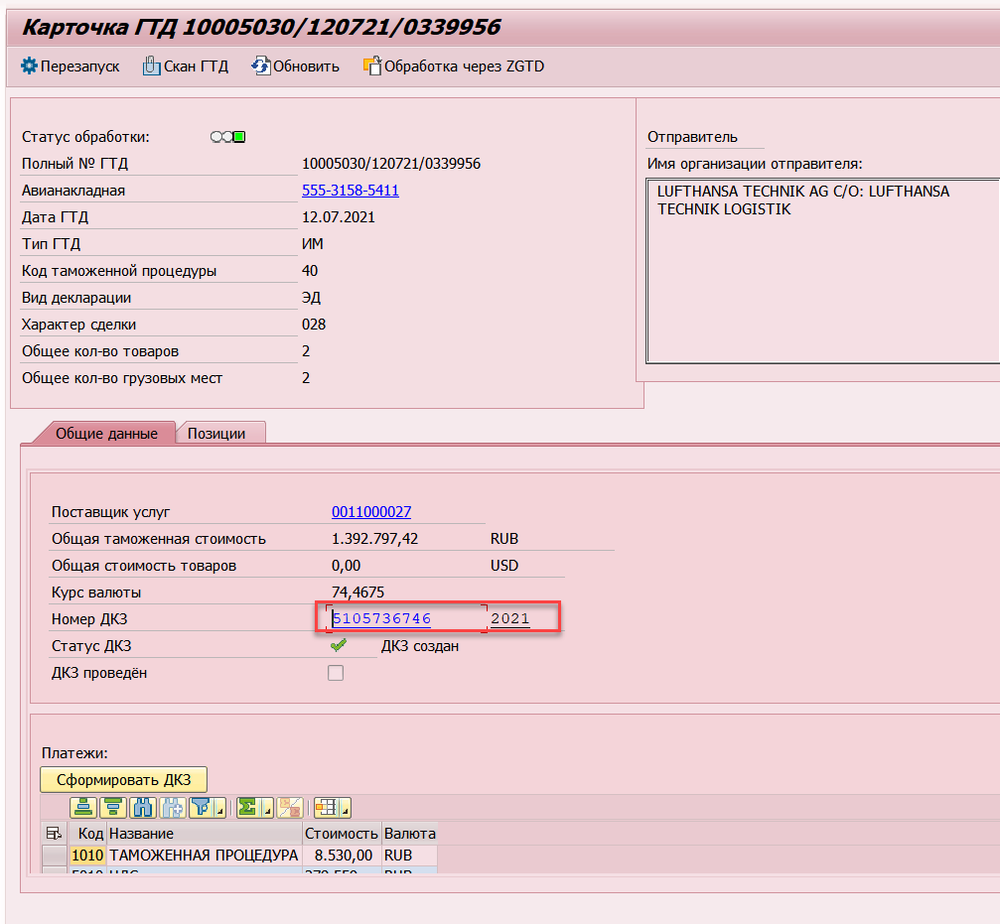 Карточка ГТД 10005030/120721/0339956
Перезапуск Скан ГТД Обновить Обработка через ZGTD
Статус обработки:
Полный № ГТД 10005030/120721/0339956
Авианакладная 555-3158-5411
Дата ГТД 12.07.2021
Тип ГТД ИМ
Код таможенной процедуры 40
Вид декларации ЭД
Характер сделки 028
Общее кол-во товаров 2
Общее кол-во грузовых мест 2
Отправитель
Имя организации отправителя:
LUFTHANSA TECHNIK AG C/O: LUFTHANSA
TECHNIK LOGISTIK
Общие данные Позиции
Поставщик услуг 0011000027
Общая таможенная стоимость 1.392.797,42 RUB
Общая стоимость товаров 0,00 USD
Курс валюты 74,4675
Номер ДКЗ 5105736746 2021
Статус ДКЗ ДКЗ создан
ДКЗ проведён
Платежи:
Сформировать ДКЗ
Код Название Стоимость Валюта
1010 ТАМОЖЕННАЯ ПРОЦЕДУРА 8.530,00 RUB